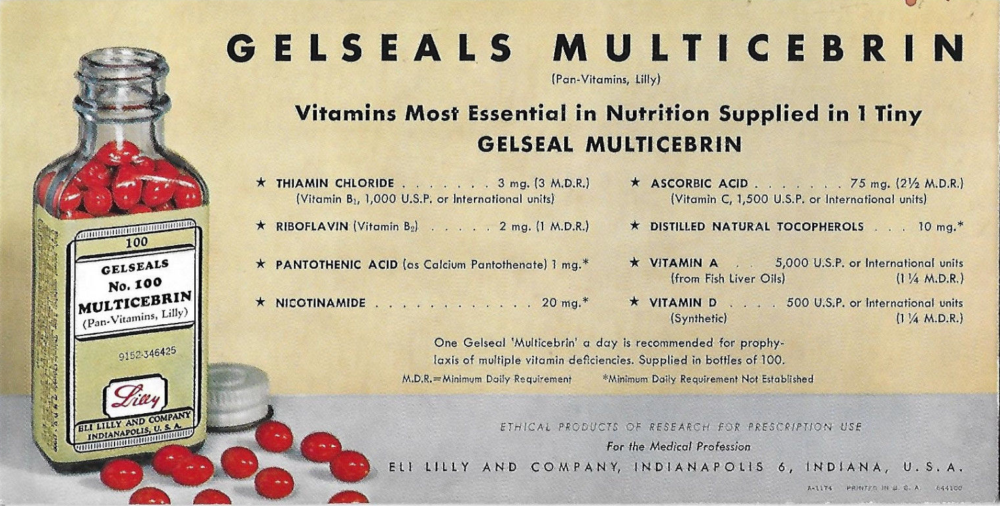 GELSEALS MULTICEBRIN
(Pan-Vitamins, Lilly)
Vitamins Most Essential in Nutrition Supplied in 1 Tiny
GELSEAL MULTICEBRIN
★ THIAMIN CHLORIDE . . . . . . . 3 mg. (3 M.D.R.)
(Vitamin B₁, 1,000 U.S.P. or International units)
★ RIBOFLAVIN (Vitamin B₂) . . . . . 2 mg. (1 M.D.R.)
★ PANTOTHENIC ACID (as Calcium Pantothenate) 1 mg.*
★ NICOTINAMIDE . . . . . . . . . . . . 20 mg.*
★ ASCORBIC ACID . . . . . . . 75 mg. (2½ M.D.R.)
(Vitamin C, 1,500 U.S.P. or International units)
★ DISTILLED NATURAL TOCOPHEROLS . . . 10 mg.*
★ VITAMIN A . . 5,000 U.S.P. or International units
(from Fish Liver Oils) (1 ¼ M.D.R.)
★ VITAMIN D . . . . 500 U.S.P. or International units
(Synthetic) (1 ¼ M.D.R.)
One Gelseal 'Multicebrin' a day is recommended for prophy-
laxis of multiple vitamin deficiencies. Supplied in bottles of 100.
M.D.R.=Minimum Daily Requirement *Minimum Daily Requirement Not Established
100
GELSEALS
No. 100
MULTICEBRIN
(Pan-Vitamins, Lilly)
9152-346425
Lilly
ELI LILLY AND COMPANY
INDIANAPOLIS, U. S. A.
ETHICAL PRODUCTS OF RESEARCH FOR PRESCRIPTION USE
For the Medical Profession
ELI LILLY AND COMPANY, INDIANAPOLIS 6, INDIANA, U.S.A.
A-1174 PRINTED IN U. S. A. 644100